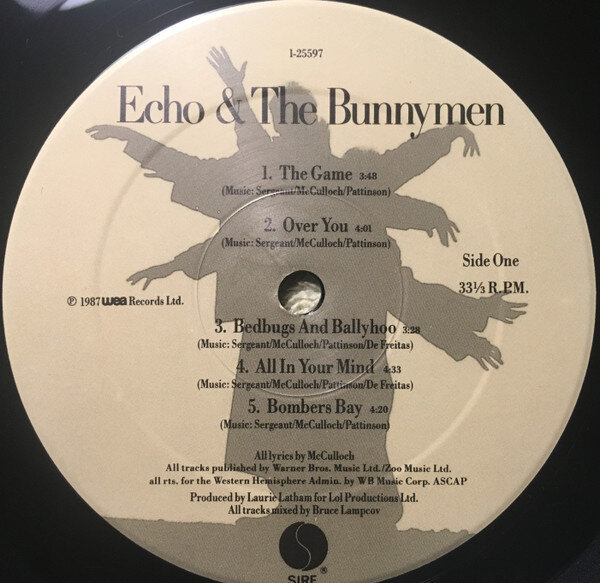 1-25597
Echo & The Bunnymen
1. The Game 3:48
(Music: Sergeant/McCulloch/Pattinson)
2. Over You 4:01
(Music: Sergeant/McCulloch/Pattinson)
Side One
33⅓ R.P.M.
℗ 1987 wea Records Ltd.
3. Bedbugs And Ballyhoo 3:28
(Music: Sergeant/McCulloch/Pattinson/De Freitas)
4. All In Your Mind 4:33
(Music: Sergeant/McCulloch/Pattinson/De Freitas)
5. Bombers Bay 4:20
(Music: Sergeant/McCulloch/Pattinson)
All lyrics by McCulloch
All tracks published by Warner Bros. Music Ltd./Zoo Music Ltd.
all rts. for the Western Hemisphere Admin. by WB Music Corp. ASCAP
Produced by Laurie Latham for Lol Productions Ltd.
All tracks mixed by Bruce Lampcov
SIRE ®